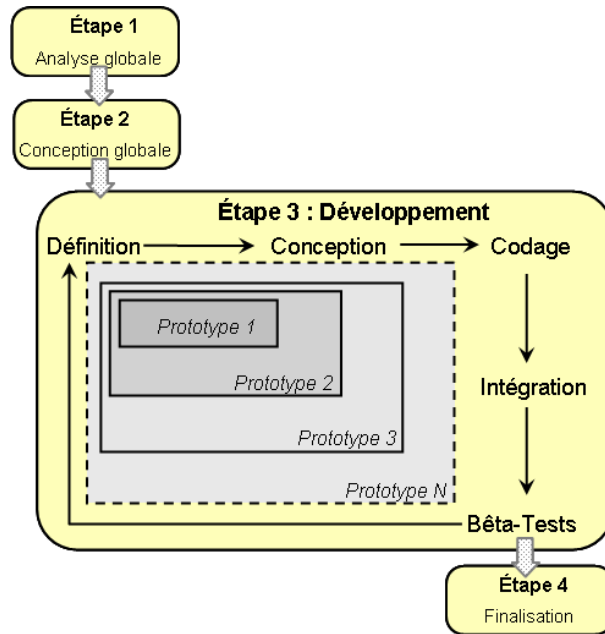 Étape 1
Analyse globale
Étape 2
Conception globale
Étape 3 : Développement
Définition
Conception
Codage
Prototype 1
Prototype 2
Intégration
Prototype 3
Prototype N
Bêta-Tests
Étape 4
Finalisation